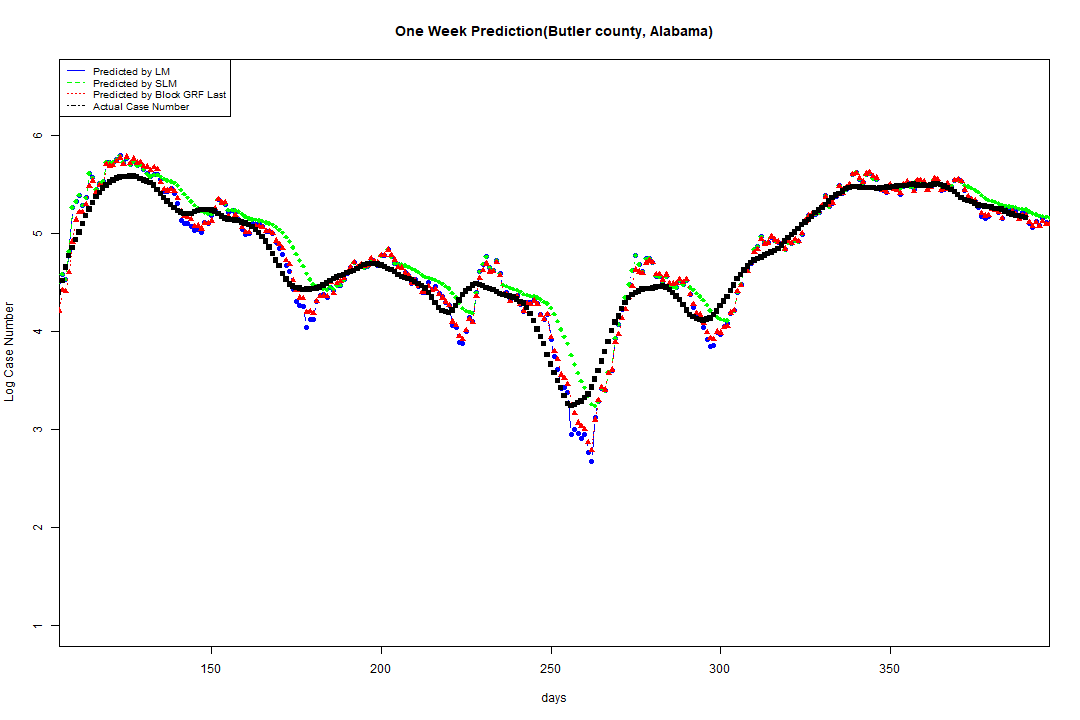 One Week Prediction(Butler county, Alabama)
Predicted by LM
Predicted by SLM
Predicted by Block GRF Last
Actual Case Number
6
5
4
3
2
1
Log Case Number
150 200 250 300 350
days